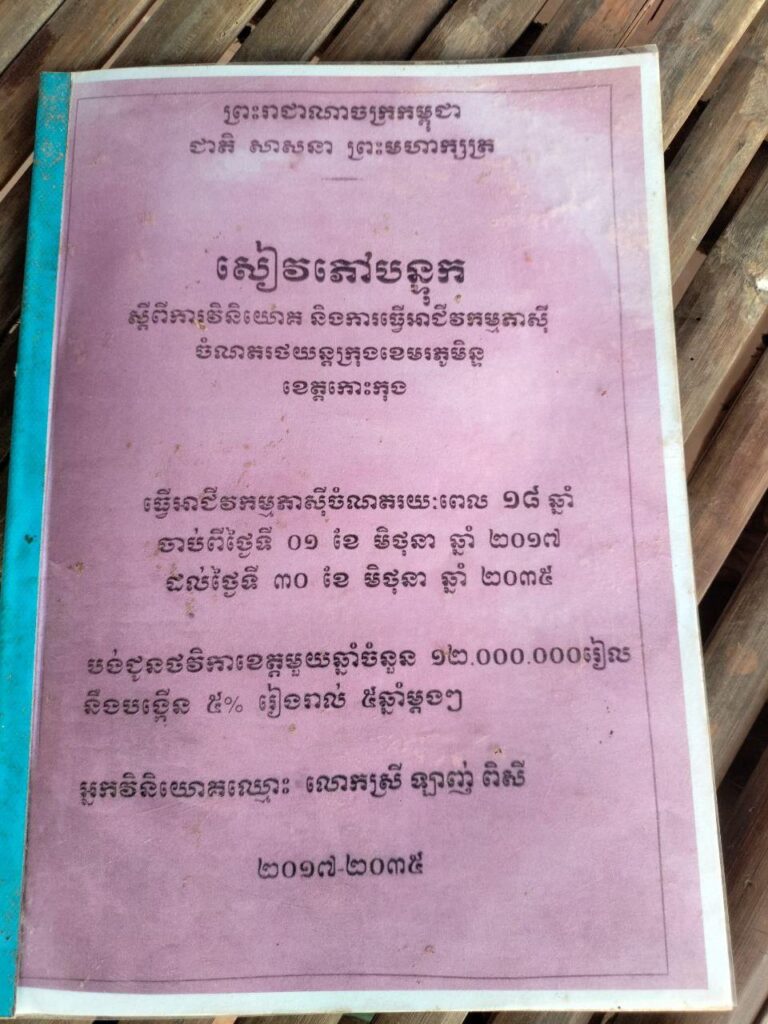 ព្រះរាជាណាចក្រកម្ពុជា
ជាតិ សាសនា ព្រះមហាក្សត្រ
សៀវភៅបន្ទុក
ស្តីពីការវិនិយោគ និងការធ្វើអាជីវកម្មភាស៊ី
ចំណតរថយន្តក្រុងខេមរភូមិន្ទ
ខេត្តកោះកុង
ធ្វើអាជីវកម្មភាស៊ីចំណតរយៈពេល ១៨ ឆ្នាំ
ចាប់ពីថ្ងៃទី ០១ ខែ មិថុនា ឆ្នាំ ២០១៧
ដល់ថ្ងៃទី ៣០ ខែ មិថុនា ឆ្នាំ ២០៣៥
បង់ជូនថវិកាខេត្តមួយឆ្នាំចំនួន ១២.០០០.០០០រៀល
នឹងបង្កើន ៥% រៀងរាល់ ៥ឆ្នាំម្តងៗ
អ្នកវិនិយោគឈ្មោះ លោកស្រី ឡាញ់ ពិសី
២០១៧-២០៣៥